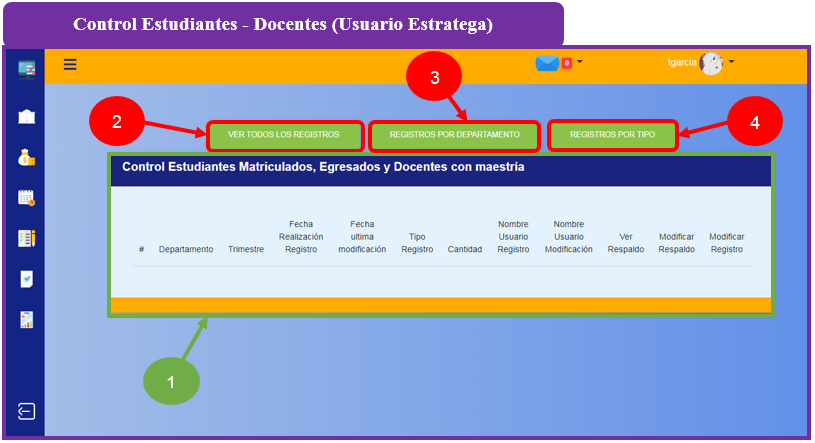 Control Estudiantes - Docentes (Usuario Estratega)
0
fgarcia
3
2
4
VER TODOS LOS REGISTROS
REGISTROS POR DEPARTAMENTO
REGISTROS POR TIPO
Control Estudiantes Matriculados, Egresados y Docentes con maestría
#
Departamento
Trimestre
Fecha
Realización
Registro
Fecha
ultima
modificación
Tipo
Registro
Cantidad
Nombre
Usuario
Registro
Nombre
Usuario
Modificación
Ver
Respaldo
Modificar
Respaldo
Modificar
Registro
1